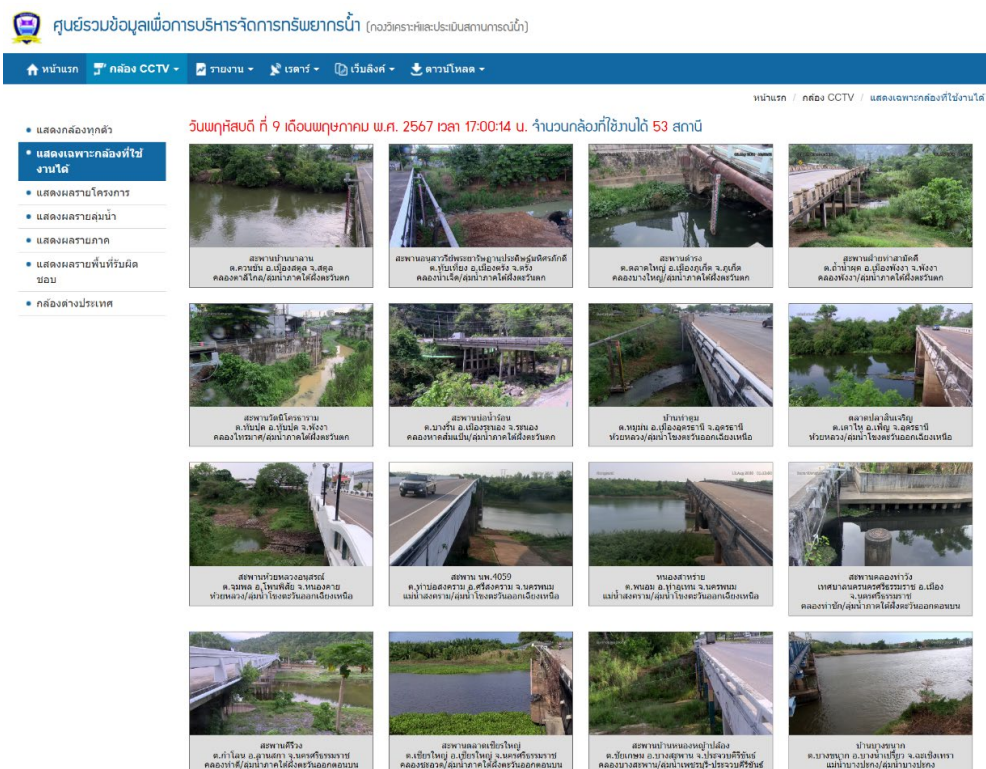 ศูนย์รวมข้อมูลเพื่อการบริหารจัดการทรัพยากรน้ำ (กองวิเคราะห์และประเมินสถานการณ์น้ำ)
หน้าแรก กล้อง CCTV รายงาน เรดาร์ เว็บลิงค์ ดาวน์โหลด
หน้าแรก / กล้อง CCTV / แสดงเฉพาะกล้องที่ใช้งานได้
วันพฤหัสบดี ที่ 9 เดือนพฤษภาคม พ.ศ. 2567 เวลา 17:00:14 น. จำนวนกล้องที่ใช้งานได้ 53 สถานี
แสดงกล้องทุกตัว
แสดงเฉพาะกล้องที่ใช้
งานได้
แสดงผลรายโครงการ
แสดงผลรายลุ่มน้ำ
แสดงผลรายภาค
แสดงผลรายพื้นที่รับผิด
ชอบ
กล้องต่างประเทศ
สะพานบ้านนาลาน
ต.ควนขัน อ.เมืองสตูล จ.สตูล
คลองดาลีไกล/ลุ่มน้ำภาคใต้ฝั่งตะวันตก
สะพานอนุสาวรีย์พระยารัษฎานุประดิษฐ์มหิศรภักดี
ต.ทับเที่ยง อ.เมืองตรัง จ.ตรัง
คลองน้ำเจ็ด/ลุ่มน้ำภาคใต้ฝั่งตะวันตก
สะพานดำรง
ต.ตลาดใหญ่ อ.เมืองภูเก็ต จ.ภูเก็ต
คลองบางใหญ่/ลุ่มน้ำภาคใต้ฝั่งตะวันตก
สะพานฝ่ายท่าสามัคคี
ต.ถ้ำน้ำผุด อ.เมืองพังงา จ.พังงา
คลองพังงา/ลุ่มน้ำภาคใต้ฝั่งตะวันตก
สะพานวัดนิโครธาราม
ต.ทับปุด อ.ทับปุด จ.พังงา
คลองไทรมาศ/ลุ่มน้ำภาคใต้ฝั่งตะวันตก
สะพานบ่อน้ำร้อน
ต.บางริ้น อ.เมืองระนอง จ.ระนอง
คลองหาดส้มแป้น/ลุ่มน้ำภาคใต้ฝั่งตะวันตก
บ้านท่าตูม
ต.หมูม่น อ.เมืองอุดรธานี จ.อุดรธานี
ห้วยหลวง/ลุ่มน้ำโขงตะวันออกเฉียงเหนือ
ตลาดปลาสินเจริญ
ต.เตาไห อ.เพ็ญ จ.อุดรธานี
ห้วยหลวง/ลุ่มน้ำโขงตะวันออกเฉียงเหนือ
สะพานห้วยหลวงอนุสรณ์
ต.จุมพล อ.โพนพิสัย จ.หนองคาย
ห้วยหลวง/ลุ่มน้ำโขงตะวันออกเฉียงเหนือ
สะพาน นพ.4059
ต.ท่าบ่อสงคราม อ.ศรีสงคราม จ.นครพนม
แม่น้ำสงคราม/ลุ่มน้ำโขงตะวันออกเฉียงเหนือ
หนองสาหร่าย
ต.พนอม อ.ท่าอุเทน จ.นครพนม
แม่น้ำสงคราม/ลุ่มน้ำโขงตะวันออกเฉียงเหนือ
สะพานคลองท่าวัง
เทศบาลนครนครศรีธรรมราช อ.เมือง
จ.นครศรีธรรมราช
คลองท่าซัก/ลุ่มน้ำภาคใต้ฝั่งตะวันออกตอนบน
สะพานคีรีวง
ต.กำโลน อ.ลานสกา จ.นครศรีธรรมราช
คลองท่าดี/ลุ่มน้ำภาคใต้ฝั่งตะวันออกตอนบน
สะพานตลาดเชียรใหญ่
ต.เชียรใหญ่ อ.เชียรใหญ่ จ.นครศรีธรรมราช
คลองชะอวด/ลุ่มน้ำภาคใต้ฝั่งตะวันออกตอนบน
สะพานบ้านหนองหญ้าปล้อง
ต.ชัยเกษม อ.บางสะพาน จ.ประจวบคีรีขันธ์
คลองบางสะพาน/ลุ่มน้ำเพชรบุรี-ประจวบคีรีขันธ์
บ้านบางขนาก
ต.บางขนาก อ.บางน้ำเปรี้ยว จ.ฉะเชิงเทรา
แม่น้ำบางปะกง/ลุ่มน้ำบางปะกง